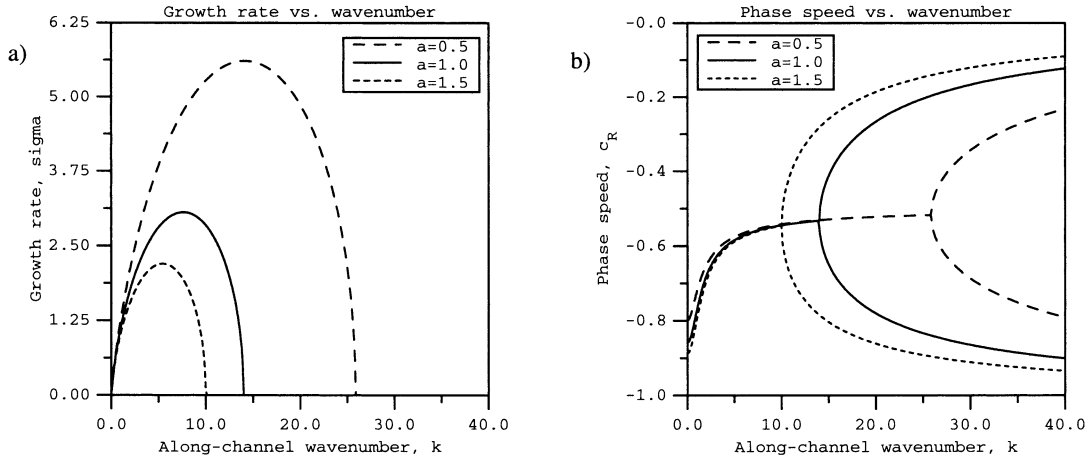 a)
Growth rate vs. wavenumber
Growth rate, sigma
6.25
5.00
3.75
2.50
1.25
0.00
a=0.5
a=1.0
a=1.5
0.0 10.0 20.0 30.0 40.0
Along-channel wavenumber, k
b)
Phase speed vs. wavenumber
Phase speed, c_R
-0.0
-0.2
-0.4
-0.6
-0.8
-1.0
a=0.5
a=1.0
a=1.5
0.0 10.0 20.0 30.0 40.0
Along-channel wavenumber, k